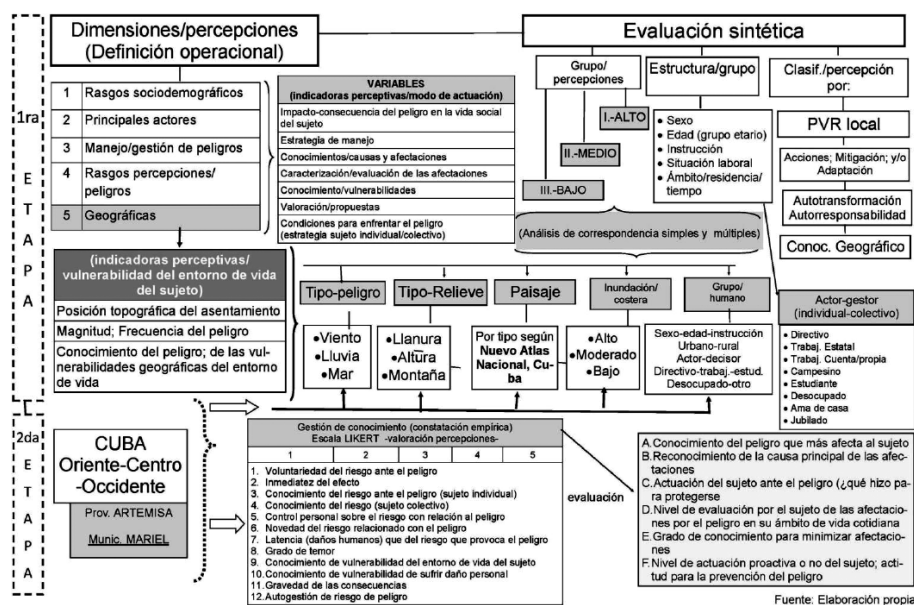 Dimensiones/percepciones
(Definición operacional)
Evaluación sintética
1ra
E
T
A
P
A
1 Rasgos sociodemográficos
2 Principales actores
3 Manejo/gestión de peligros
4 Rasgos percepciones/
peligros
5 Geográficas
VARIABLES
(indicadoras perceptivas/modo de actuación)
Impacto-consecuencia del peligro en la vida social
del sujeto
Estrategia de manejo
Conocimientos/causas y afectaciones
Caracterización/evaluación de las afectaciones
Conocimiento/vulnerabilidades
Valoración/propuestas
Condiciones para enfrentar el peligro
(estrategia sujeto individual/colectivo)
Grupo/
percepciones
I.-ALTO
II.-MEDIO
III.-BAJO
Estructura/grupo
•Sexo
•Edad (grupo etario)
•Instrucción
•Situación laboral
•Ámbito/residencia/
tiempo
Clasif./percepción
por:
PVR local
Acciones; Mitigación; y/o
Adaptación
Autotransformación
Autorresponsabilidad
Conoc. Geográfico
(Análisis de correspondencia simples y múltiples)
(indicadoras perceptivas/
vulnerabilidad del entorno de vida
del sujeto)
Posición topográfica del asentamiento
Magnitud; Frecuencia del peligro
Conocimiento del peligro; de las vul-
nerabilidades geográficas del entorno
de vida
Tipo-peligro
•Viento
•Lluvia
•Mar
Tipo-Relieve
•Llanura
•Altura
•Montaña
Paisaje
Por tipo según
Nuevo Atlas
Nacional, Cu-
ba
Inundación/
costera
•Alto
•Moderado
•Bajo
Grupo/
humano
Sexo-edad-instrucción
Urbano-rural
Actor-decisor
Directivo-trabaj.-estud.
Desocupado-otro
Actor-gestor
(individual-colectivo)
•Directivo
•Trabaj. Estatal
•Trabaj. Cuenta/propia
•Campesino
•Estudiante
•Desocupado
•Ama de casa
•Jubilado
2da
E
T
A
P
A
CUBA
Oriente-Centro
-Occidente
Prov. ARTEMISA
Munic. MARIEL
Gestión de conocimiento (constatación empírica)
Escala LIKERT -valoración percepciones-
1 2 3 4 5
1. Voluntariedad del riesgo ante el peligro
2. Inmediatez del efecto
3. Conocimiento del riesgo ante el peligro (sujeto individual)
4. Conocimiento del riesgo (sujeto colectivo)
5. Control personal sobre el riesgo con relación al peligro
6. Novedad del riesgo relacionado con el peligro
7. Latencia (daños humanos) que del riesgo que provoca el peligro
8. Grado de temor
9. Conocimiento de vulnerabilidad del entorno de vida del sujeto
10. Conocimiento de vulnerabilidad de sufrir daño personal
11. Gravedad de las consecuencias
12. Autogestión de riesgo de peligro
evaluación
A. Conocimiento del peligro que más afecta al sujeto
B. Reconocimiento de la causa principal de las afec-
taciones
C. Actuación del sujeto ante el peligro (¿qué hizo pa-
ra protegerse
D. Nivel de evaluación por el sujeto de las afectacio-
nes por el peligro en su ámbito de vida cotidiana
E. Grado de conocimiento para minimizar afectacio-
nes
F. Nivel de actuación proactiva o no del sujeto; acti-
tud para la prevención del peligro
Fuente: Elaboración propia